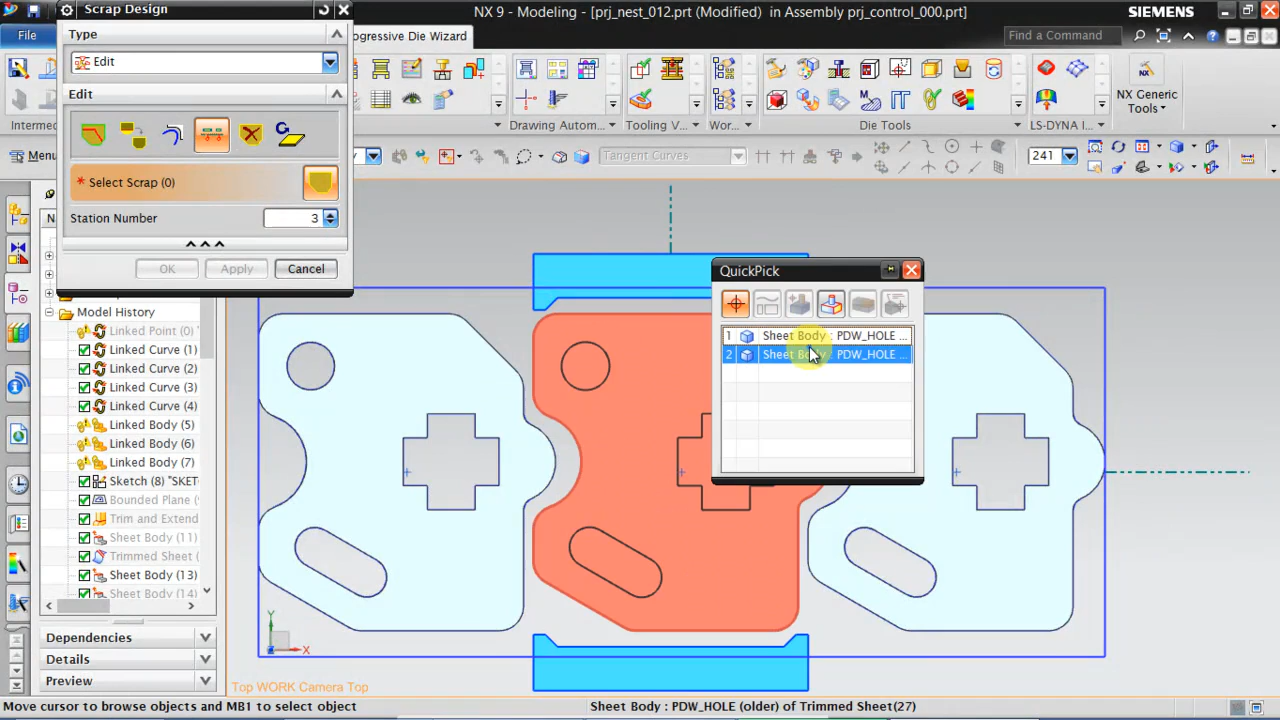 Scrap Design
NX 9 - Modeling - [prj_nest_012.prt (Modified) in Assembly prj_control_000.prt]
SIEMENS
Type
File
ogressive Die Wizard
Find a Command
Edit
Edit
NX Generic
Tools
Intermed
Drawing Autom...
Tooling V...
Wor...
Die Tools
LS-DYNA I
Menu
Tangent Curves
241
* Select Scrap (0)
Station Number
3
OK
Apply
Cancel
QuickPick
Model History
Linked Point (0)
Linked Curve (1)
Linked Curve (2)
Linked Curve (3)
Linked Curve (4)
Linked Body (5)
Linked Body (6)
Linked Body (7)
Sketch (8) "SKET
Bounded Plane (
Trim and Extend
Sheet Body (11)
Trimmed Sheet (
Sheet Body (13)
Sheet Body (14)
1 Sheet Body : PDW_HOLE ...
2 Sheet Body : PDW_HOLE ...
Dependencies
Details
Preview
Y
X
Top WORK Camera Top
Move cursor to browse objects and MB1 to select object
Sheet Body : PDW_HOLE (older) of Trimmed Sheet(27)